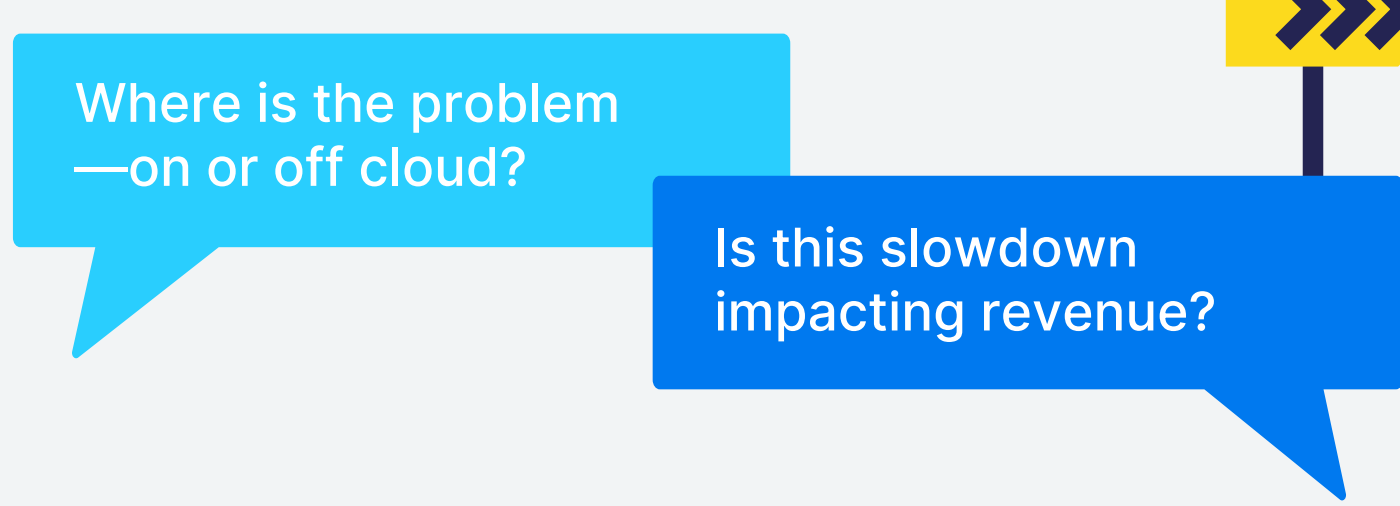 Where is the problem
—on or off cloud?
Is this slowdown
impacting revenue?